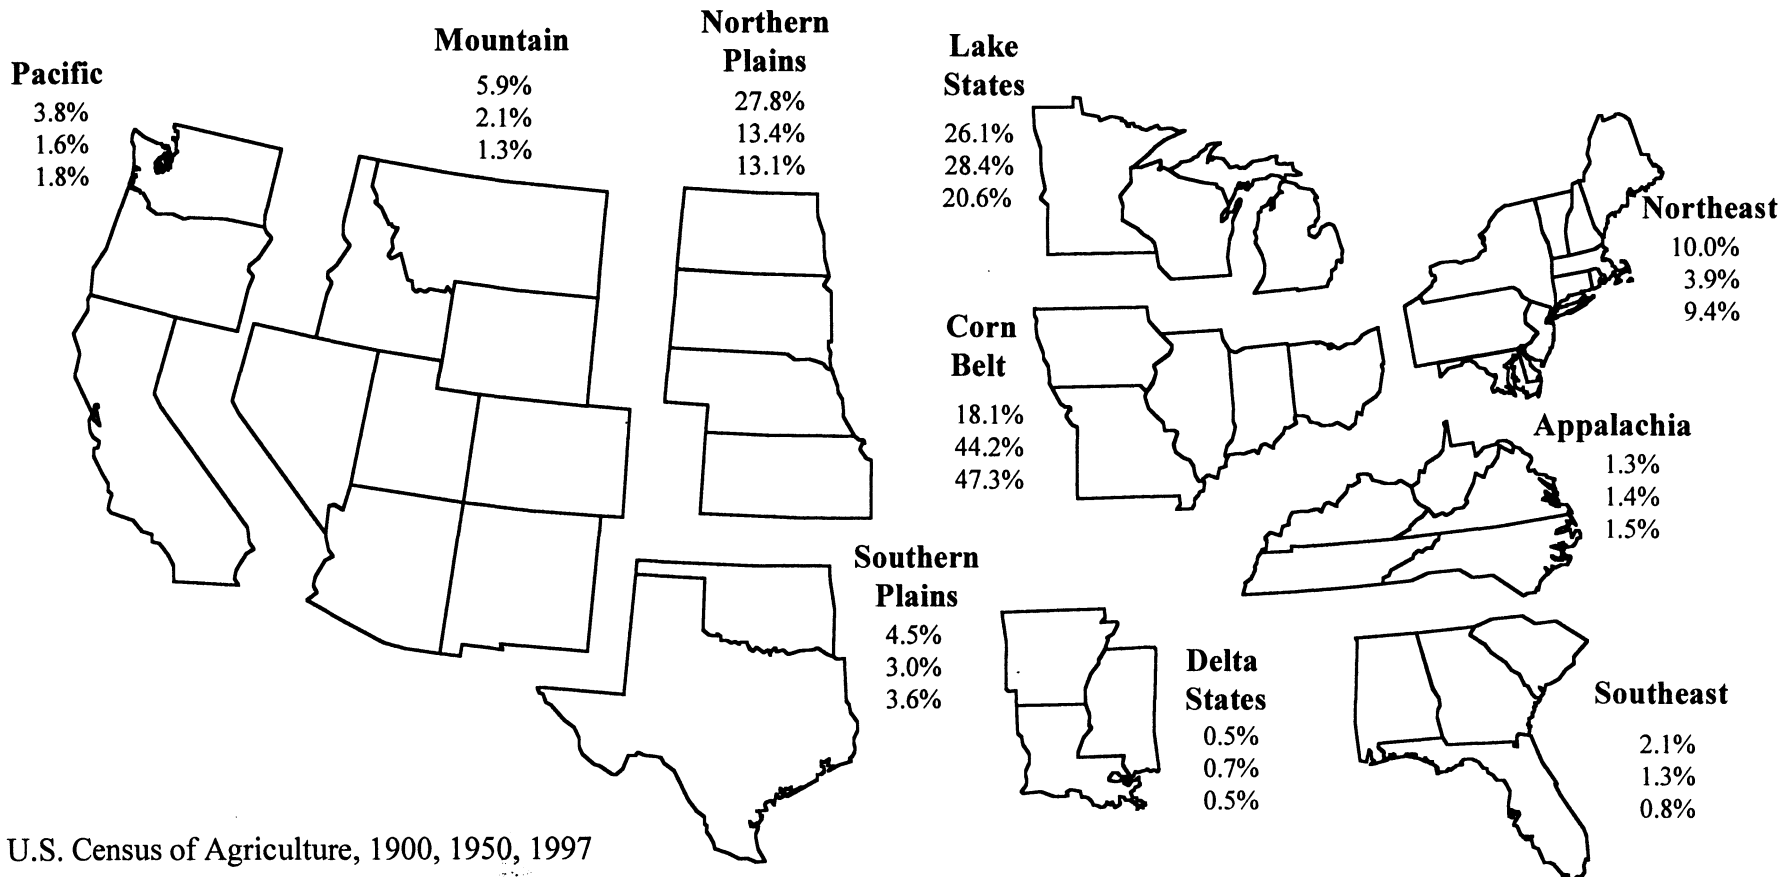 Pacific
3.8%
1.6%
1.8%
Mountain
5.9%
2.1%
1.3%
Northern
Plains
27.8%
13.4%
13.1%
Lake
States
26.1%
28.4%
20.6%
Northeast
10.0%
3.9%
9.4%
Corn
Belt
18.1%
44.2%
47.3%
Appalachia
1.3%
1.4%
1.5%
Southern
Plains
4.5%
3.0%
3.6%
Delta
States
0.5%
0.7%
0.5%
Southeast
2.1%
1.3%
0.8%
U.S. Census of Agriculture, 1900, 1950, 1997